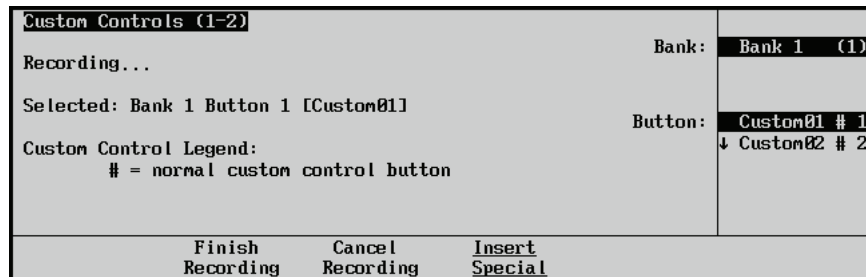 Custom Controls (1-2)
Bank: Bank 1 (1)
Recording...
Selected: Bank 1 Button 1 [Custom01]
Button: Custom01 # 1
↓ Custom02 # 2
Custom Control Legend:
# = normal custom control button
Finish Recording
Cancel Recording
Insert Special